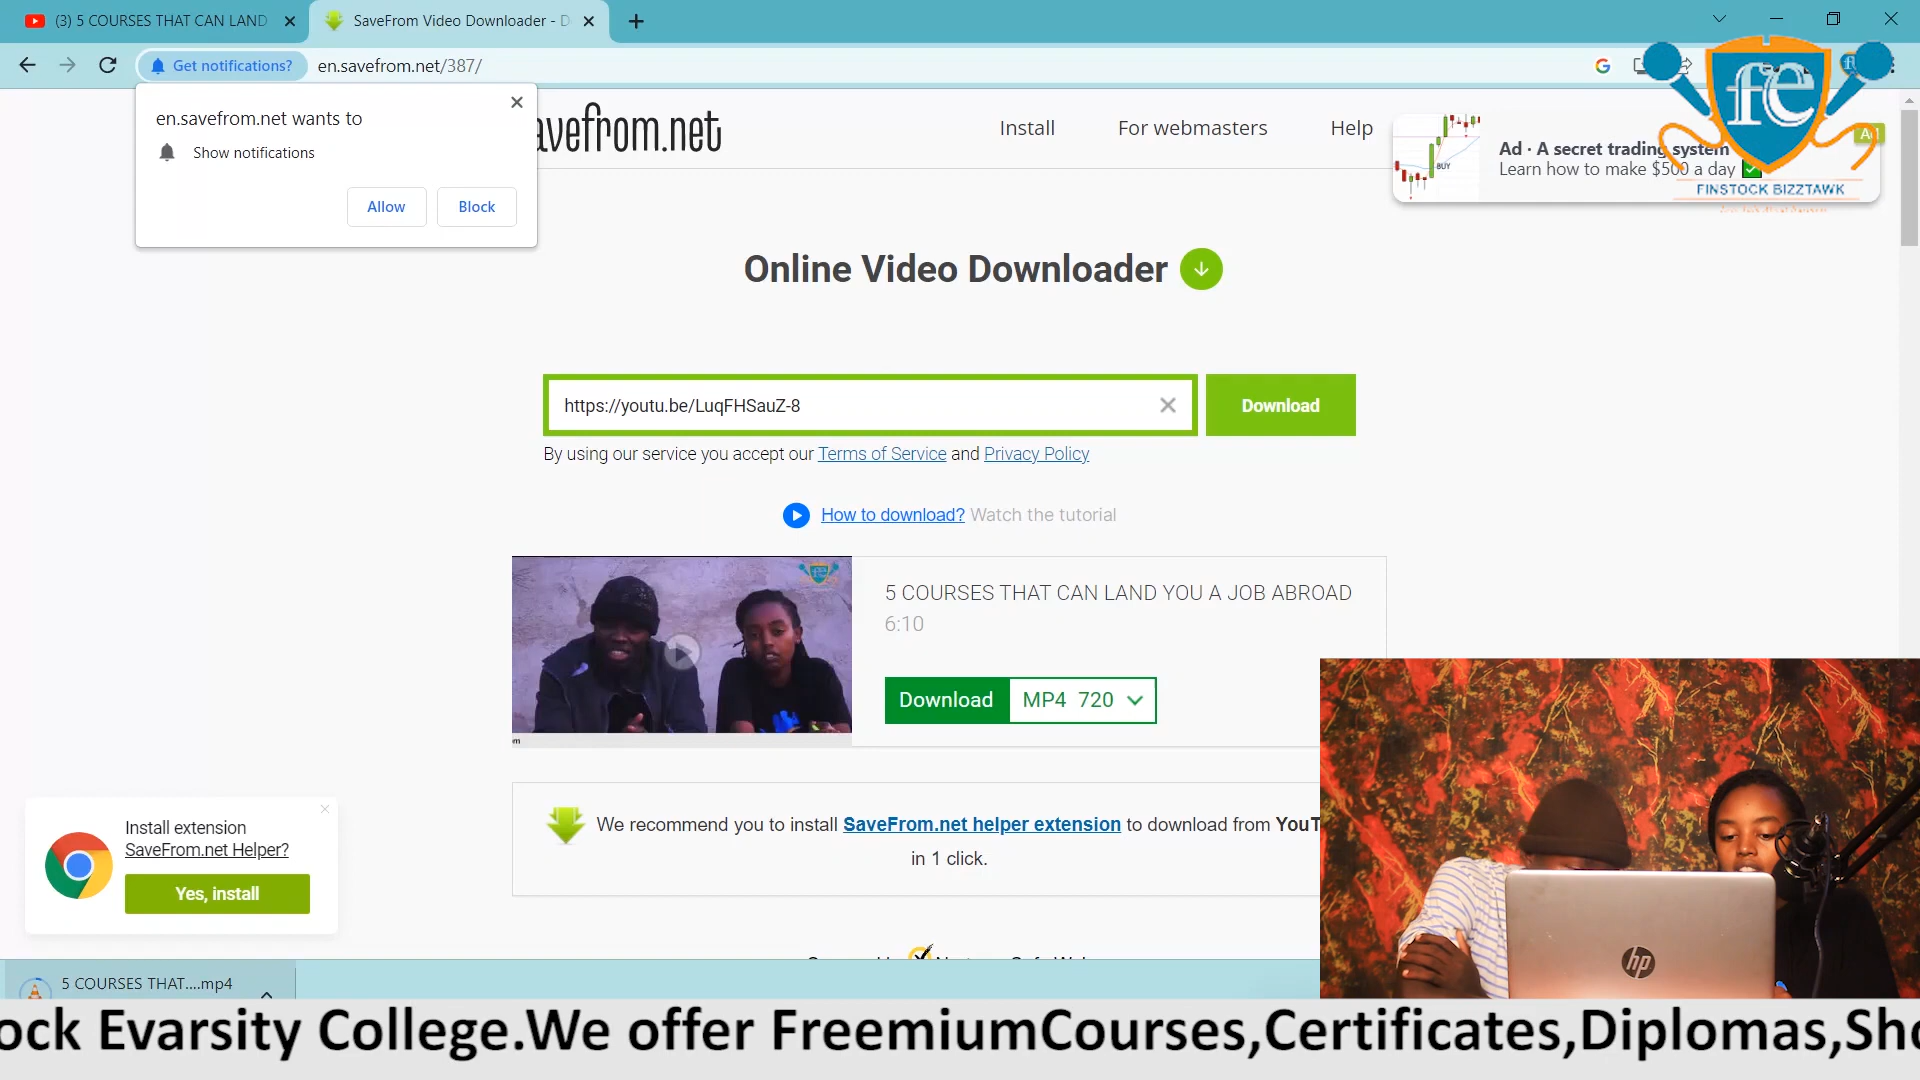 (3) 5 COURSES THAT CAN LAND
SaveFrom Video Downloader - D
Get notifications?
en.savefrom.net/387/
en.savefrom.net wants to
Show notifications
Allow
Block
avefrom.net
Install
For webmasters
Help
BUY
Ad · A secret trading system
Learn how to make $500 a day
Ad
fe
FINSTOCK BIZZTAWK
Online Video Downloader
https://youtu.be/LuqFHSauZ-8
Download
By using our service you accept our Terms of Service and Privacy Policy
How to download? Watch the tutorial
fe
m
5 COURSES THAT CAN LAND YOU A JOB ABROAD
6:10
Download
MP4 720
We recommend you to install SaveFrom.net helper extension to download from YouT
in 1 click.
Install extension
SaveFrom.net Helper?
Yes, install
hp
5 COURSES THAT....mp4
ock Evarsity College.We offer FreemiumCourses,Certificates,Diplomas,Sho